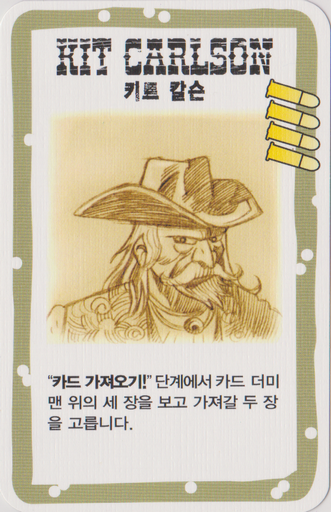 KIT CARLSON
키트 칼슨
“카드 가져오기!” 단계에서 카드 더미
맨 위의 세 장을 보고 가져갈 두 장
을 고릅니다.